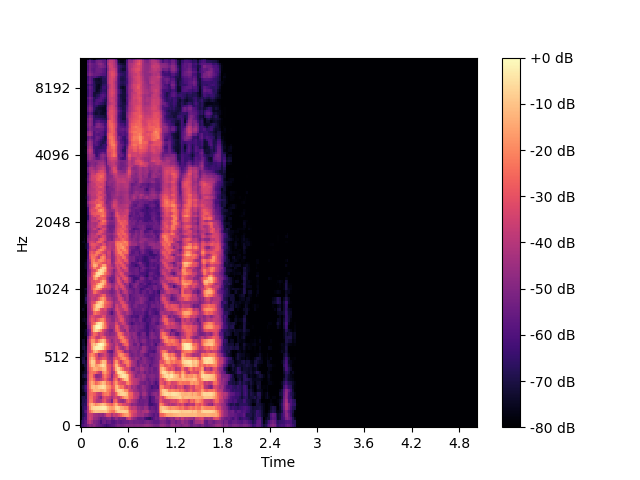 8192
4096
2048
1024
512
0
Hz
0 0.6 1.2 1.8 2.4 3 3.6 4.2 4.8
Time
+0 dB
-10 dB
-20 dB
-30 dB
-40 dB
-50 dB
-60 dB
-70 dB
-80 dB